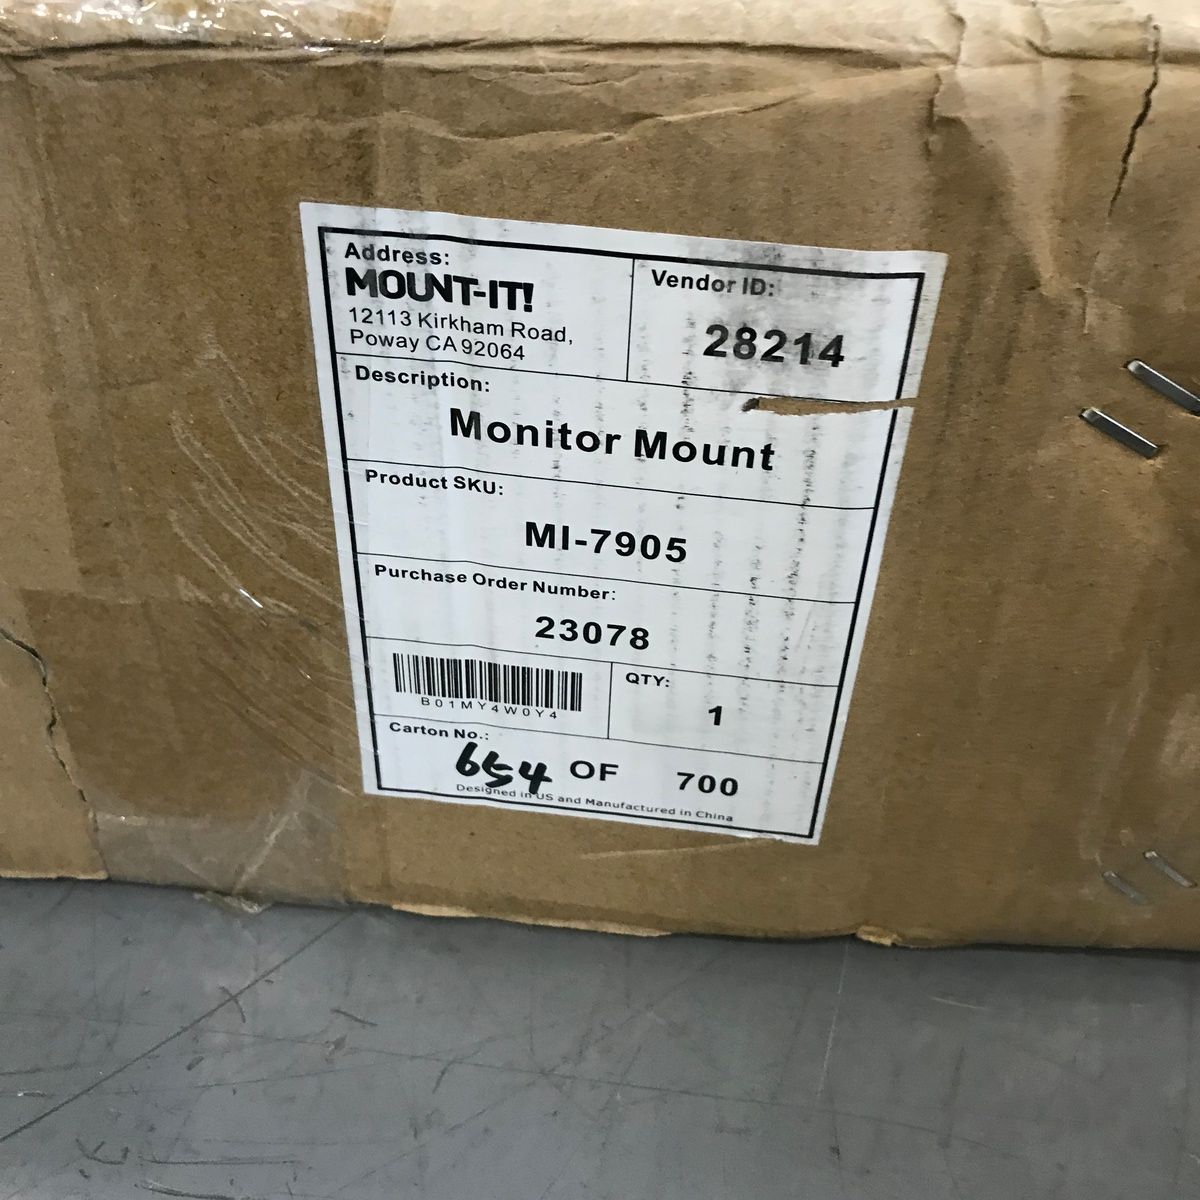 Address:
MOUNT-IT!
12113 Kirkham Road,
Poway CA 92064
Vendor ID:
28214
Description:
Monitor Mount
Product SKU:
MI-7905
Purchase Order Number:
23078
B01MY4W0Y4
QTY:
1
Carton No.:
654 OF 700
Designed in US and Manufactured in China